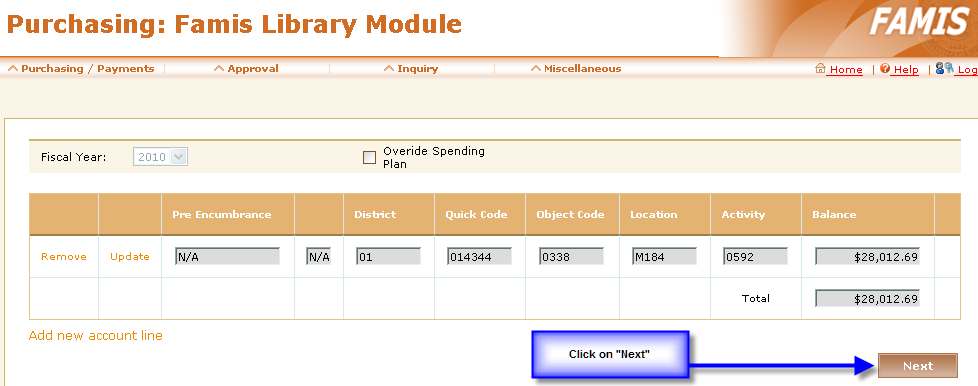 Purchasing: Famis Library Module
FAMIS
Purchasing / Payments Approval Inquiry Miscellaneous Home | Help | Log
Fiscal Year: 2010 Overide Spending
Plan
Pre Encumbrance District Quick Code Object Code Location Activity Balance
Remove Update N/A N/A 01 014344 0338 M184 0592 $28,012.69
Total $28,012.69
Add new account line
Click on "Next"
Next